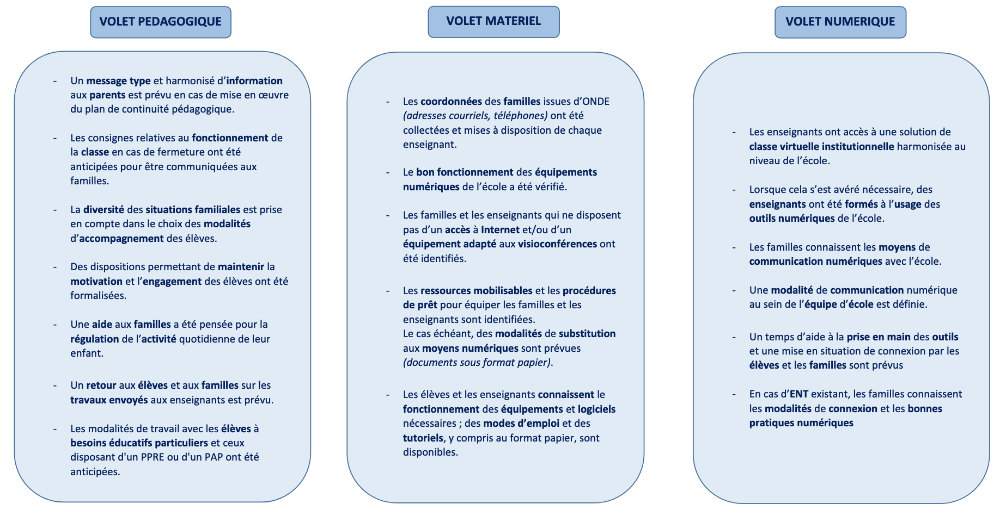 VOLET PEDAGOGIQUE
- Un message type et harmonisé d’information
aux parents est prévu en cas de mise en œuvre
du plan de continuité pédagogique.
- Les consignes relatives au fonctionnement de
la classe en cas de fermeture ont été
anticipées pour être communiquées aux
familles.
- La diversité des situations familiales est prise
en compte dans le choix des modalités
d’accompagnement des élèves.
- Des dispositions permettant de maintenir la
motivation et l’engagement des élèves ont été
formalisées.
- Une aide aux familles a été pensée pour la
régulation de l’activité quotidienne de leur
enfant.
- Un retour aux élèves et aux familles sur les
travaux envoyés aux enseignants est prévu.
- Les modalités de travail avec les élèves à
besoins éducatifs particuliers et ceux
disposant d'un PPRE ou d'un PAP ont été
anticipées.
VOLET MATERIEL
- Les coordonnées des familles issues d’ONDE
(adresses courriels, téléphones) ont été
collectées et mises à disposition de chaque
enseignant.
- Le bon fonctionnement des équipements
numériques de l’école a été vérifié.
- Les familles et les enseignants qui ne disposent
pas d’un accès à Internet et/ou d’un
équipement adapté aux visioconférences ont
été identifiés.
- Les ressources mobilisables et les procédures
de prêt pour équiper les familles et les
enseignants sont identifiées.
Le cas échéant, des modalités de substitution
aux moyens numériques sont prévues
(documents sous format papier).
- Les élèves et les enseignants connaissent le
fonctionnement des équipements et logiciels
nécessaires ; des modes d’emploi et des
tutoriels, y compris au format papier, sont
disponibles.
VOLET NUMERIQUE
- Les enseignants ont accès à une solution de
classe virtuelle institutionnelle harmonisée au
niveau de l’école.
- Lorsque cela s’est avéré nécessaire, des
enseignants ont été formés à l’usage des
outils numériques de l’école.
- Les familles connaissent les moyens de
communication numériques avec l’école.
- Une modalité de communication numérique
au sein de l’équipe d’école est définie.
- Un temps d’aide à la prise en main des outils
et une mise en situation de connexion par les
élèves et les familles sont prévus
- En cas d’ENT existant, les familles connaissent
les modalités de connexion et les bonnes
pratiques numériques